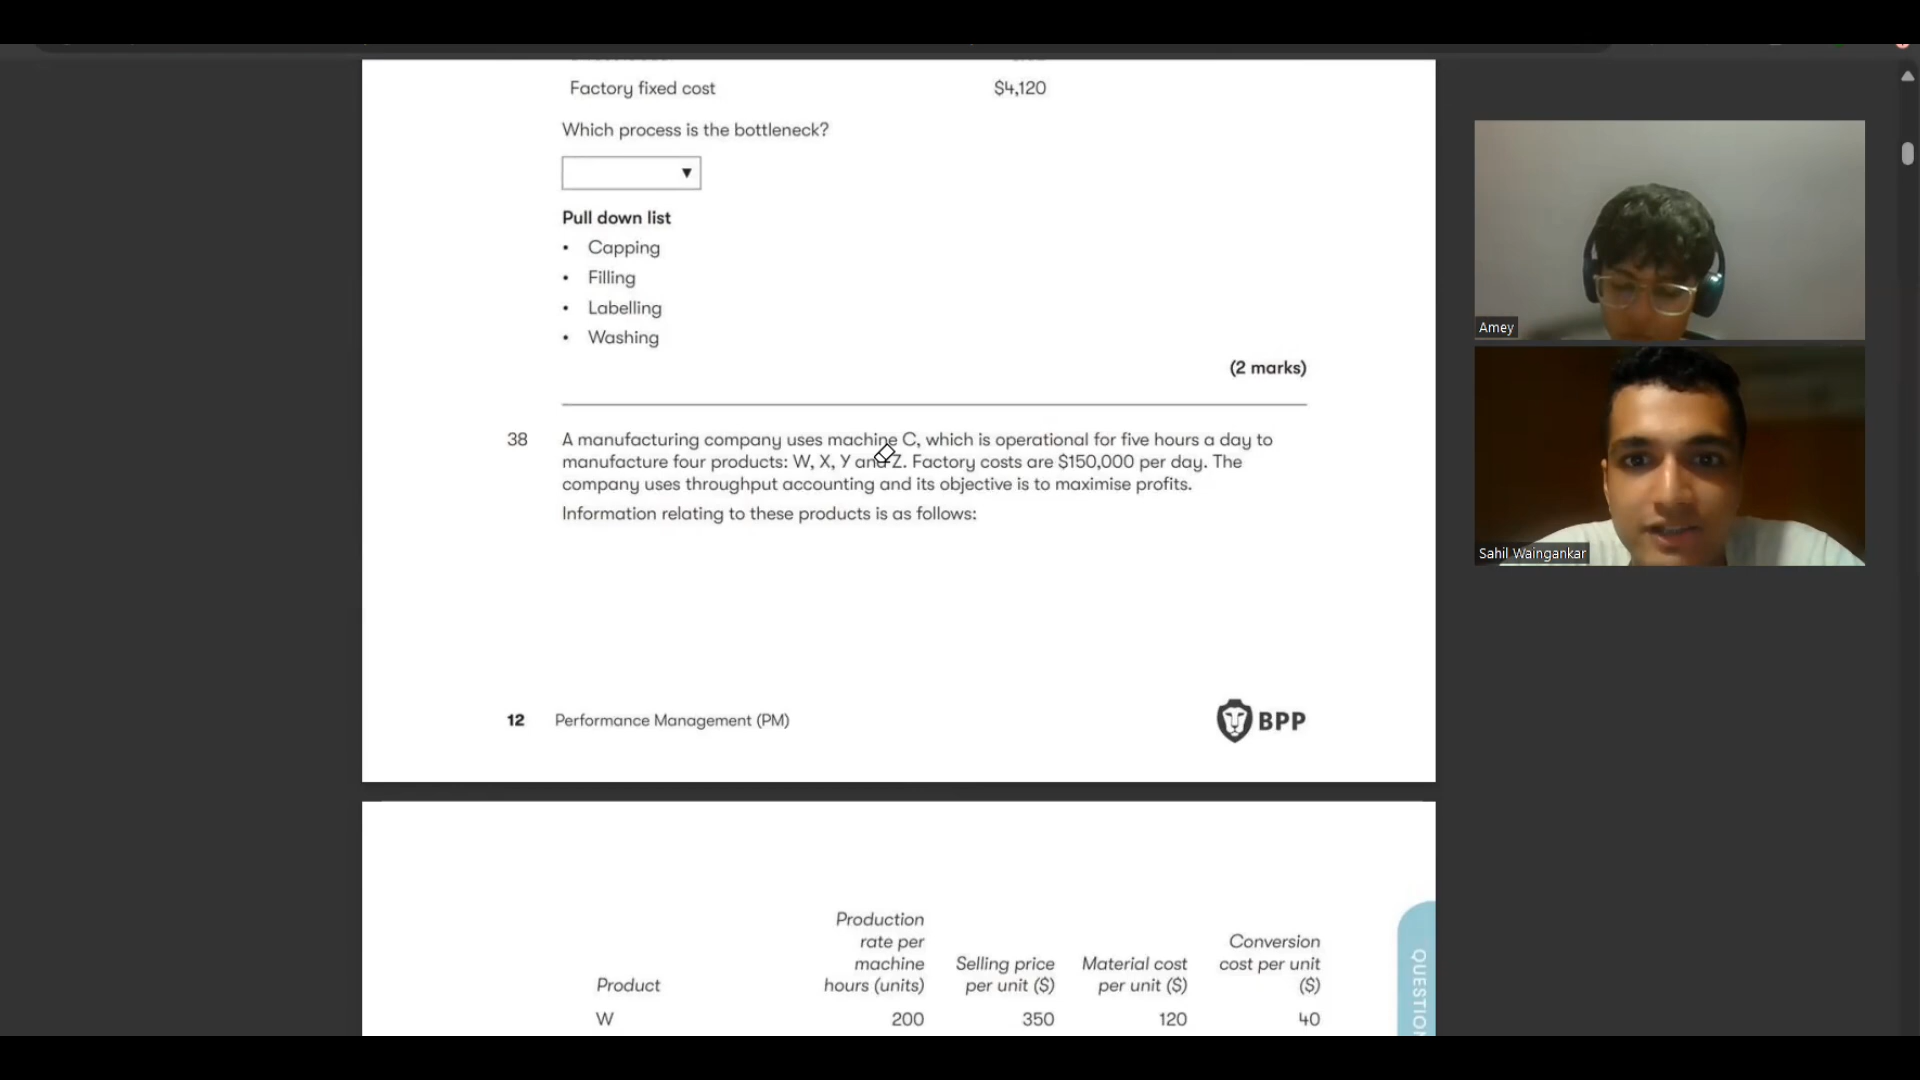 Factory fixed cost $4,120
Which process is the bottleneck?
▼
Pull down list
• Capping
• Filling
• Labelling
• Washing
(2 marks)
38 A manufacturing company uses machine C, which is operational for five hours a day to
manufacture four products: W, X, Y and Z. Factory costs are $150,000 per day. The
company uses throughput accounting and its objective is to maximise profits.
Information relating to these products is as follows:
12 Performance Management (PM)
BPP
Production
rate per Conversion
machine Selling price Material cost cost per unit
Product hours (units) per unit ($) per unit ($) ($)
W 200 350 120 40
QUESTION
Amey
Sahil Waingankar